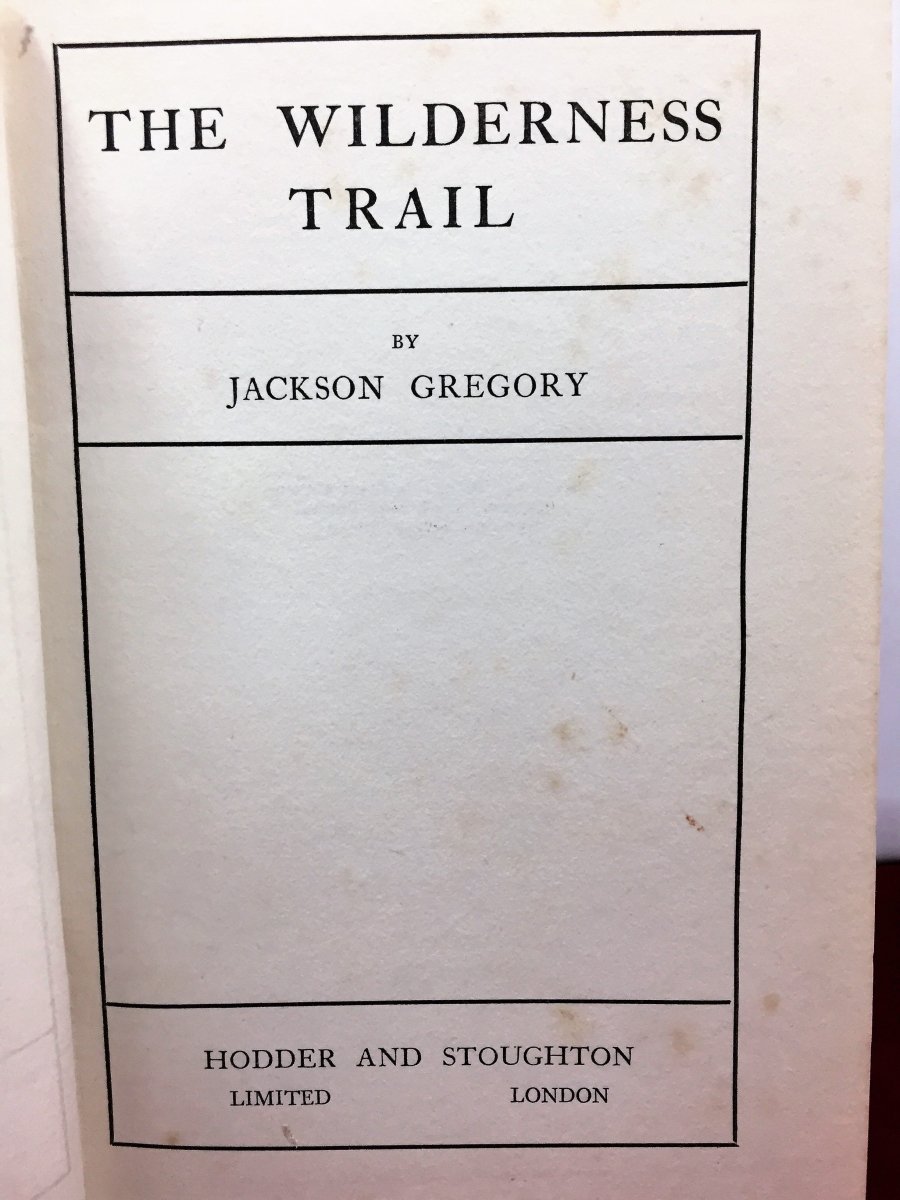 THE WILDERNESS
TRAIL
BY
JACKSON GREGORY
HODDER AND STOUGHTON
LIMITED LONDON